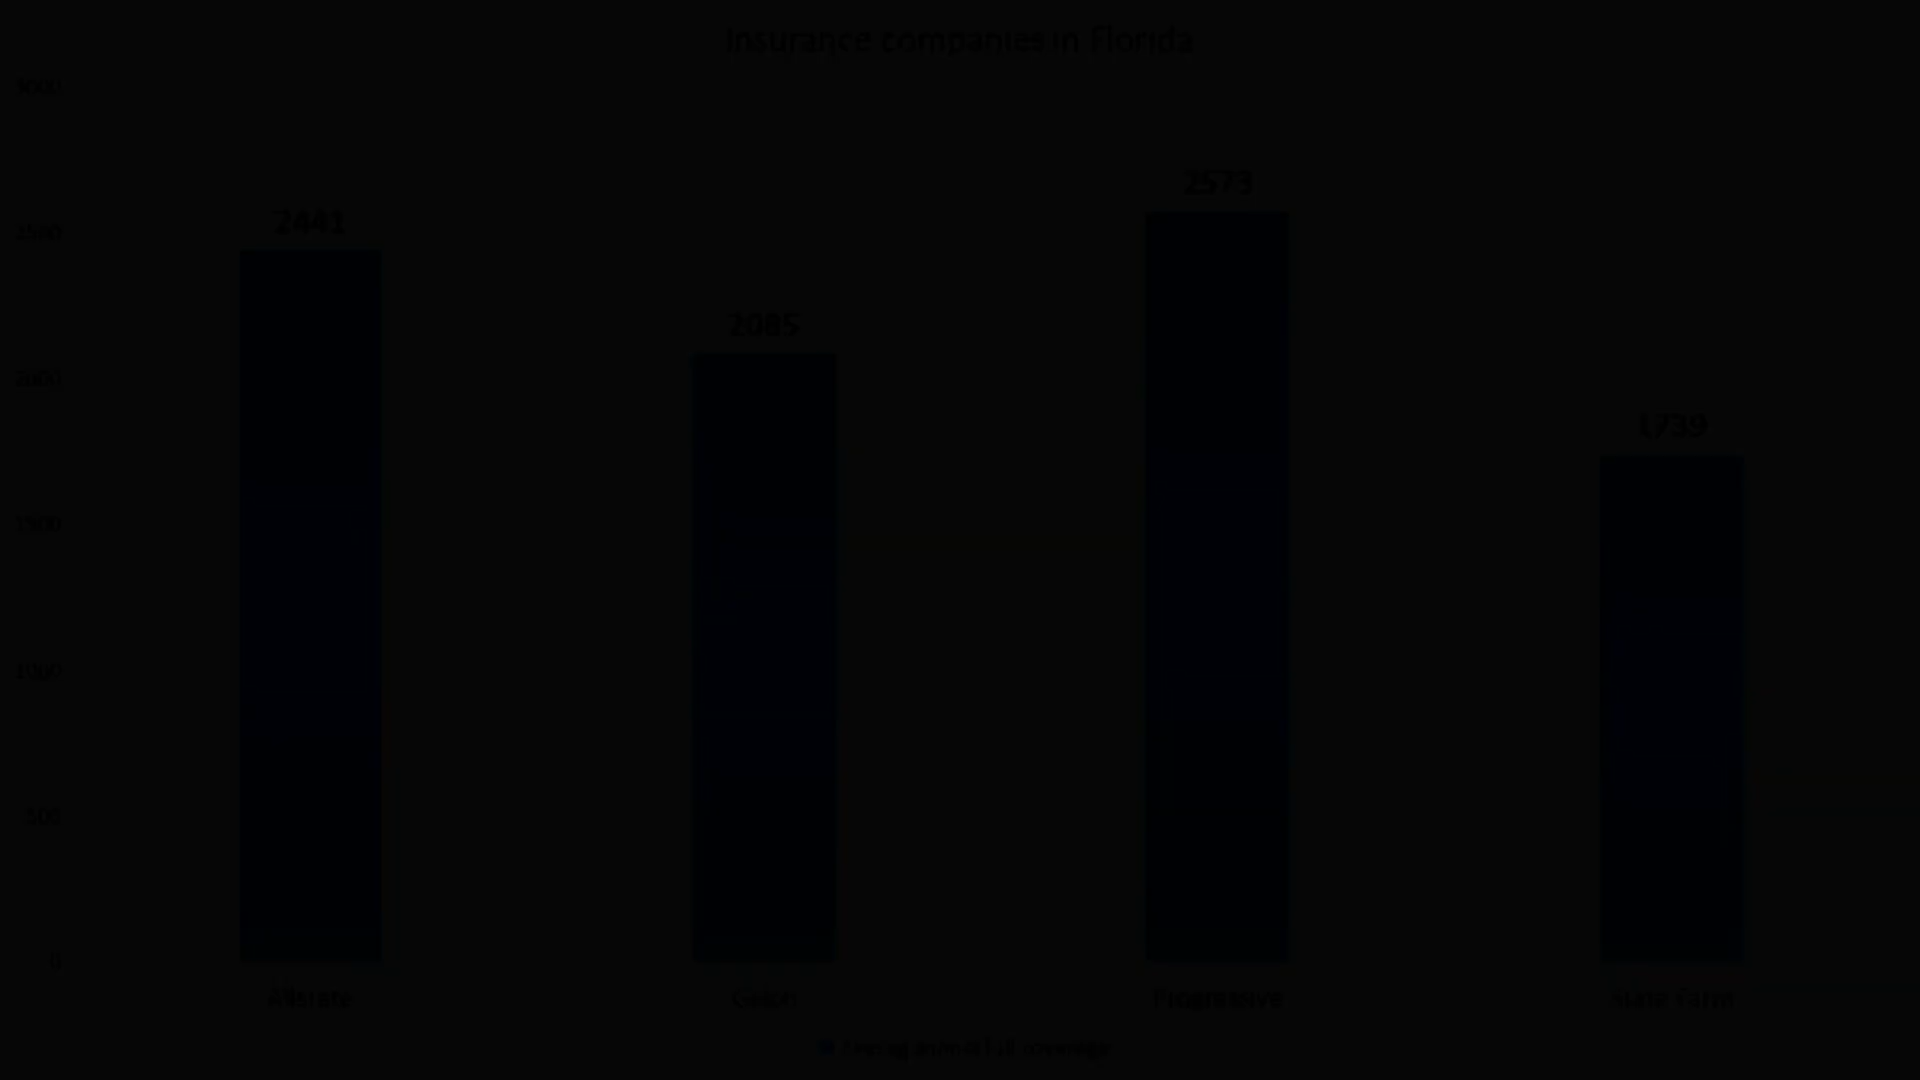 Insurance companies in Florida
3000
2500
2000
1500
1000
500
0
2441
2085
2573
1739
Allstate
Geico
Progressive
State Farm
annual Full coverage